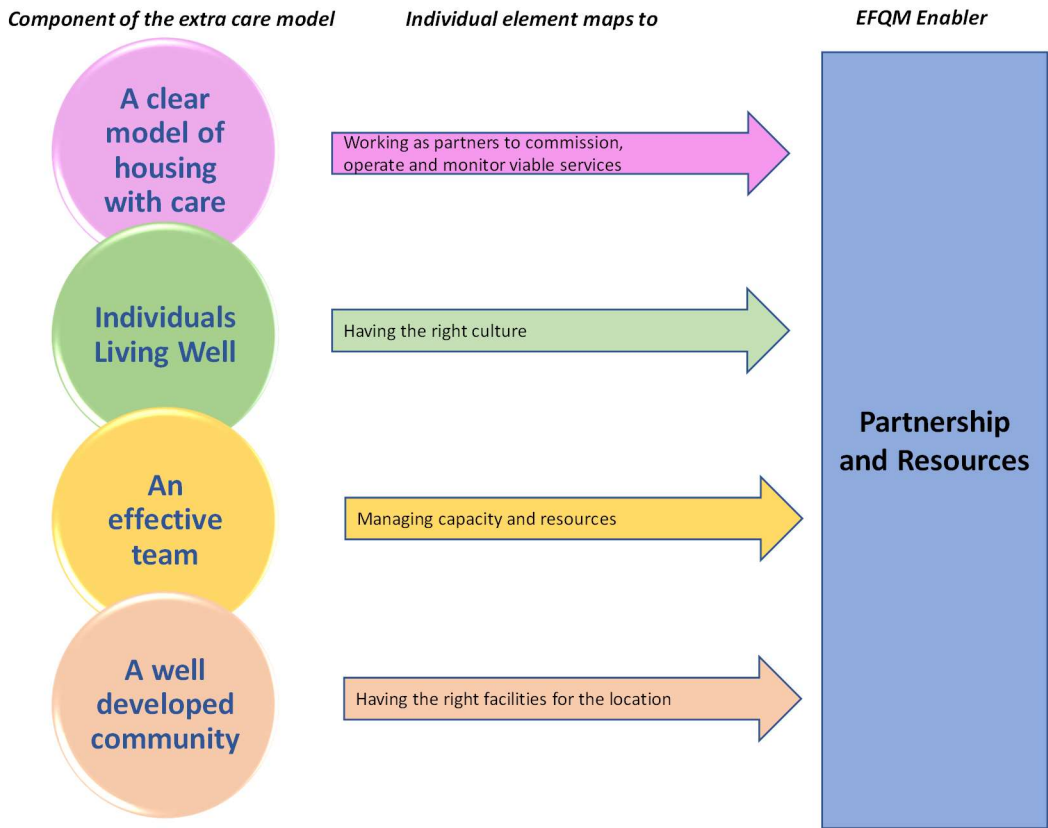 Component of the extra care model
Individual element maps to
EFQM Enabler
A clear
model of
housing
with care
Working as partners to commission,
operate and monitor viable services
Individuals
Living Well
Having the right culture
Partnership
and Resources
An
effective
team
Managing capacity and resources
A well
developed
community
Having the right facilities for the location